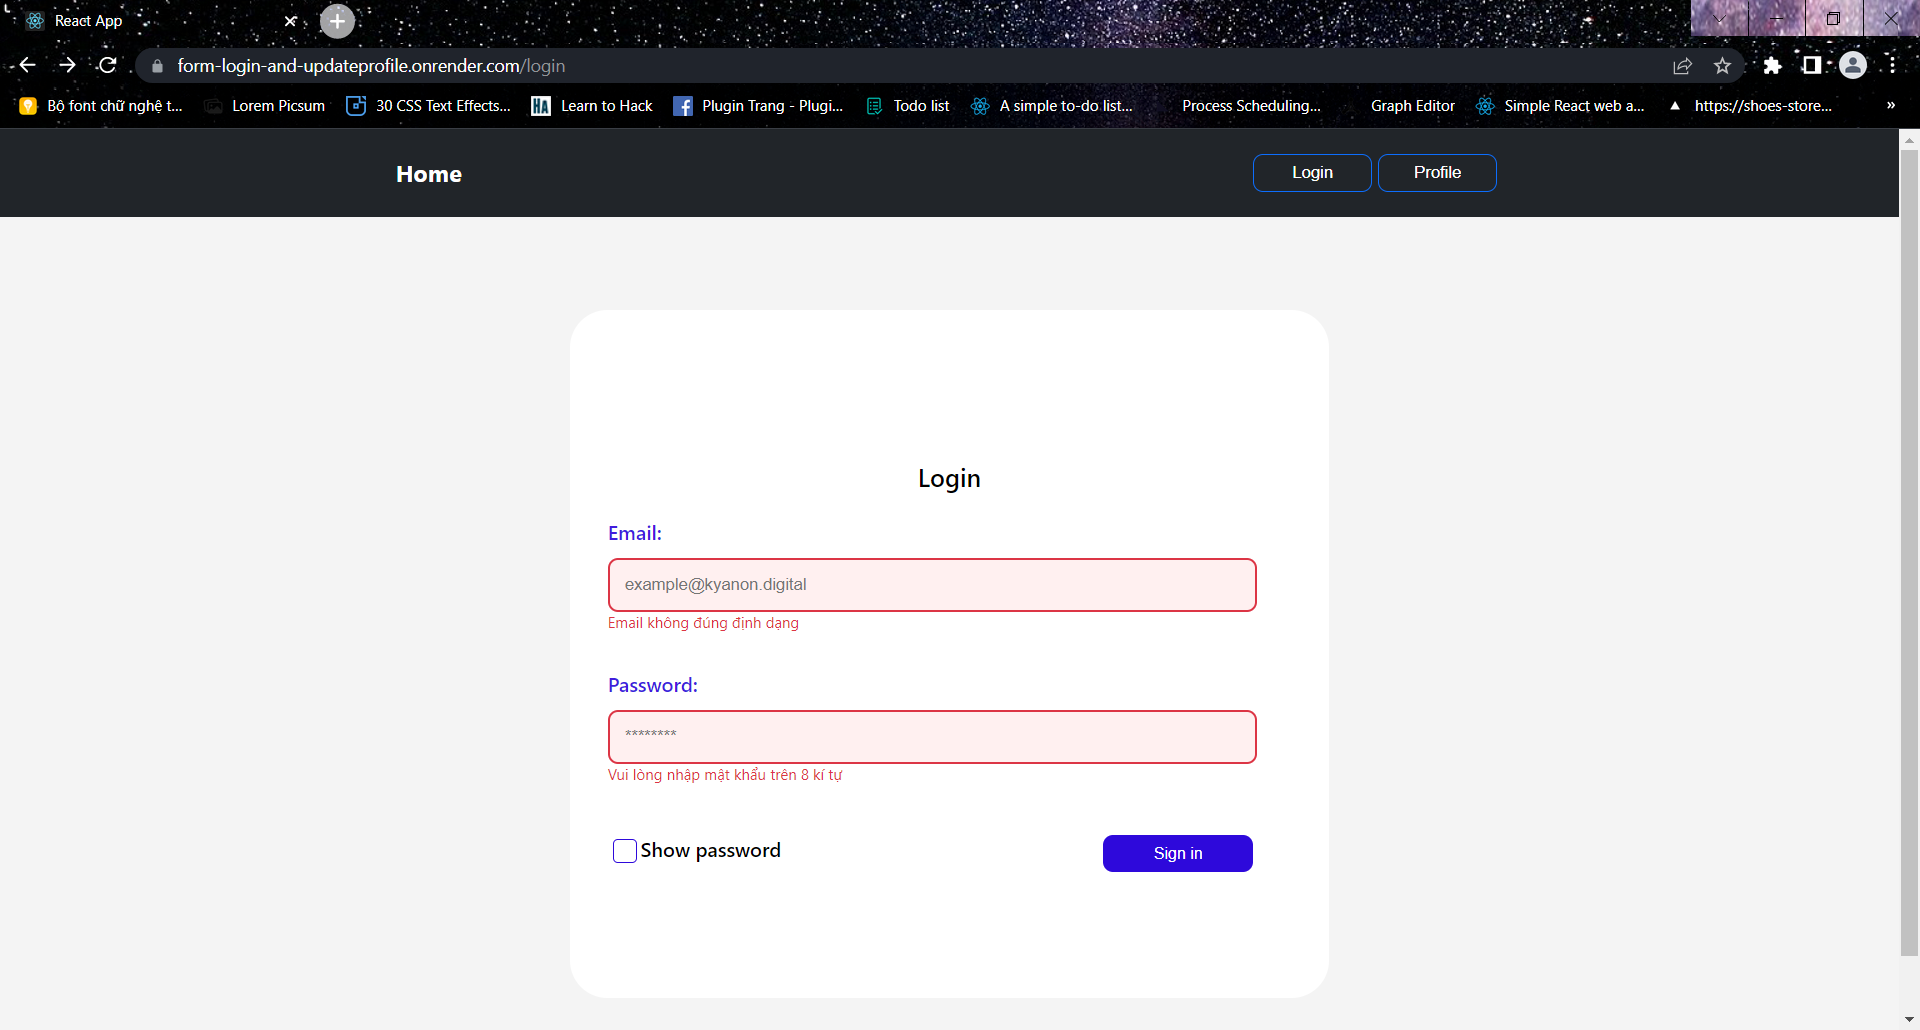 React App
form-login-and-updateprofile.onrender.com/login
Bộ font chữ nghệ t... Lorem Picsum 30 CSS Text Effects... HA Learn to Hack Plugin Trang - Plugi... Todo list A simple to-do list... Process Scheduling... Graph Editor Simple React web a... https://shoes-store... »
Home Login Profile
Login
Email:
example@kyanon.digital
Email không đúng định dạng
Password:
********
Vui lòng nhập mật khẩu trên 8 kí tự
Show password Sign in